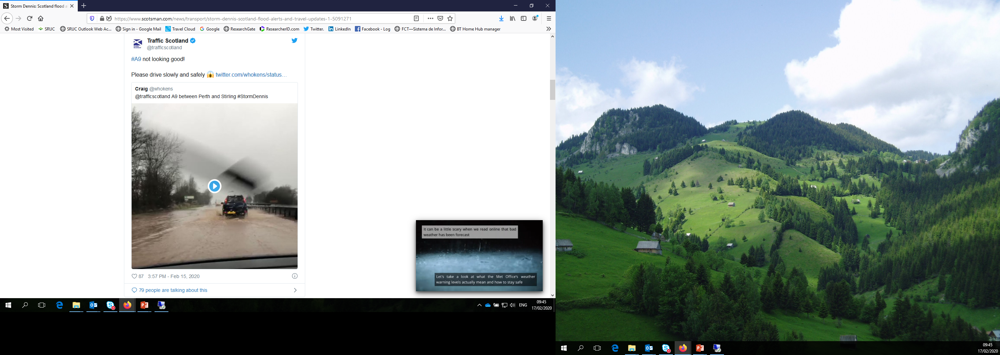 Storm Dennis: Scotland flood a
https://www.scotsman.com/news/transport/storm-dennis-scotland-flood-alerts-and-travel-updates-1-5091271
Most Visited SRUC SRUC Outlook Web Ac... Sign in - Google Mail Travel Cloud Google ResearchGate ResearcherID.com Twitter. LinkedIn Facebook - Log FCT—Sistema de Infor... BT Home Hub manager
Traffic Scotland
@trafficscotland
#A9 not looking good!
Please drive slowly and safely 😱 twitter.com/whokens/status…
Craig @whokens
@trafficscotland A9 between Perth and Stirling #StormDennis
87 3:57 PM - Feb 15, 2020
79 people are talking about this
It can be a little scary when we read online that bad
weather has been forecast
Let's take a look at what the Met Office's weather
warning levels actually mean and how to stay safe
ENG
09:45
17/02/2020
09:45
17/02/2020